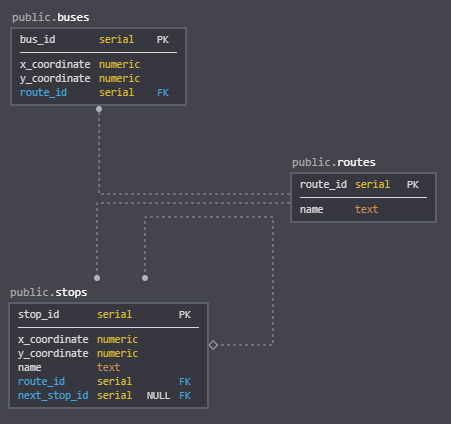 public.buses
bus_id serial PK
x_coordinate numeric
y_coordinate numeric
route_id serial FK
public.routes
route_id serial PK
name text
public.stops
stop_id serial PK
x_coordinate numeric
y_coordinate numeric
name text
route_id serial FK
next_stop_id serial NULL FK